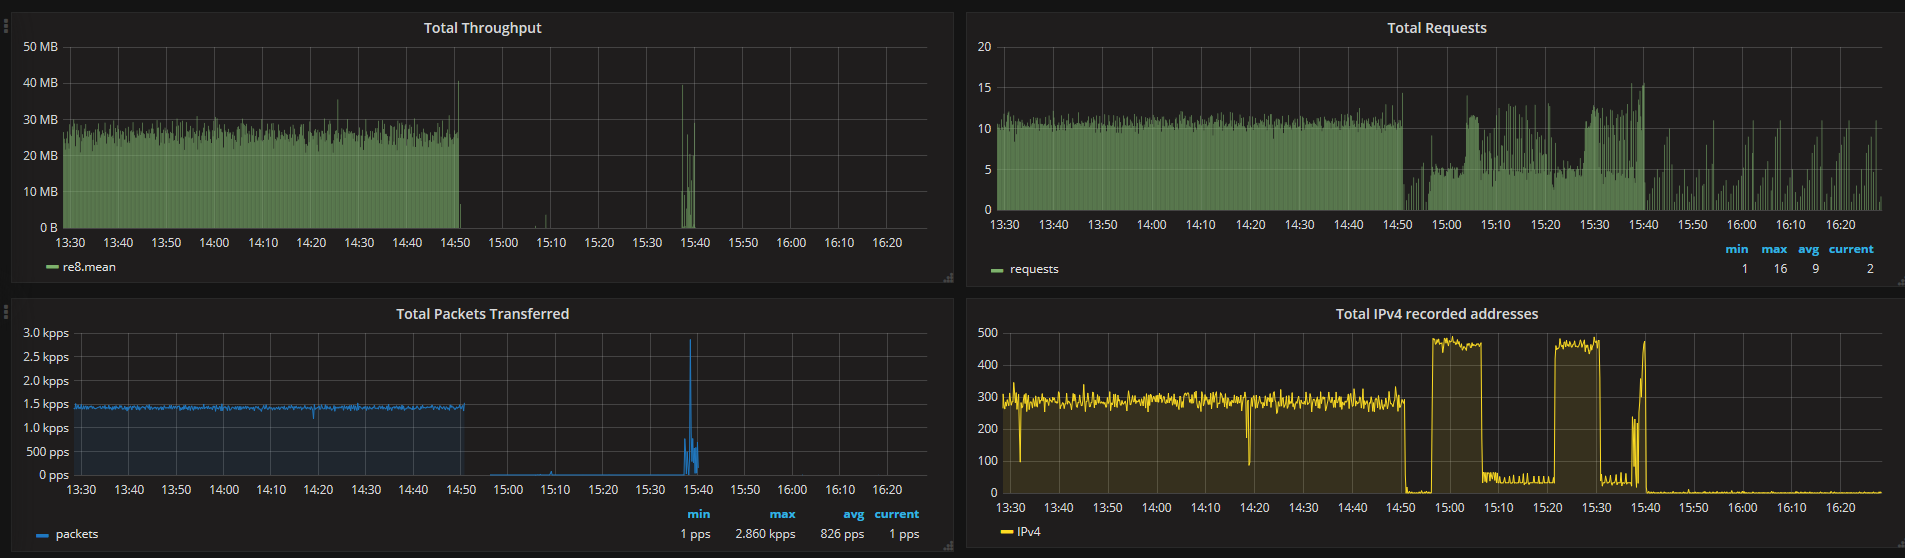 Total Throughput
50 MB
40 MB
30 MB
20 MB
10 MB
0 B
13:30 13:40 13:50 14:00 14:10 14:20 14:30 14:40 14:50 15:00 15:10 15:20 15:30 15:40 15:50 16:00 16:10 16:20
re8.mean
Total Requests
20
15
10
5
0
13:30 13:40 13:50 14:00 14:10 14:20 14:30 14:40 14:50 15:00 15:10 15:20 15:30 15:40 15:50 16:00 16:10 16:20
min max avg current
requests 1 16 9 2
Total Packets Transferred
3.0 kpps
2.5 kpps
2.0 kpps
1.5 kpps
1.0 kpps
500 pps
0 pps
13:30 13:40 13:50 14:00 14:10 14:20 14:30 14:40 14:50 15:00 15:10 15:20 15:30 15:40 15:50 16:00 16:10 16:20
min max avg current
packets 1 pps 2.860 kpps 826 pps 1 pps
Total IPv4 recorded addresses
500
400
300
200
100
0
13:30 13:40 13:50 14:00 14:10 14:20 14:30 14:40 14:50 15:00 15:10 15:20 15:30 15:40 15:50 16:00 16:10 16:20
IPv4